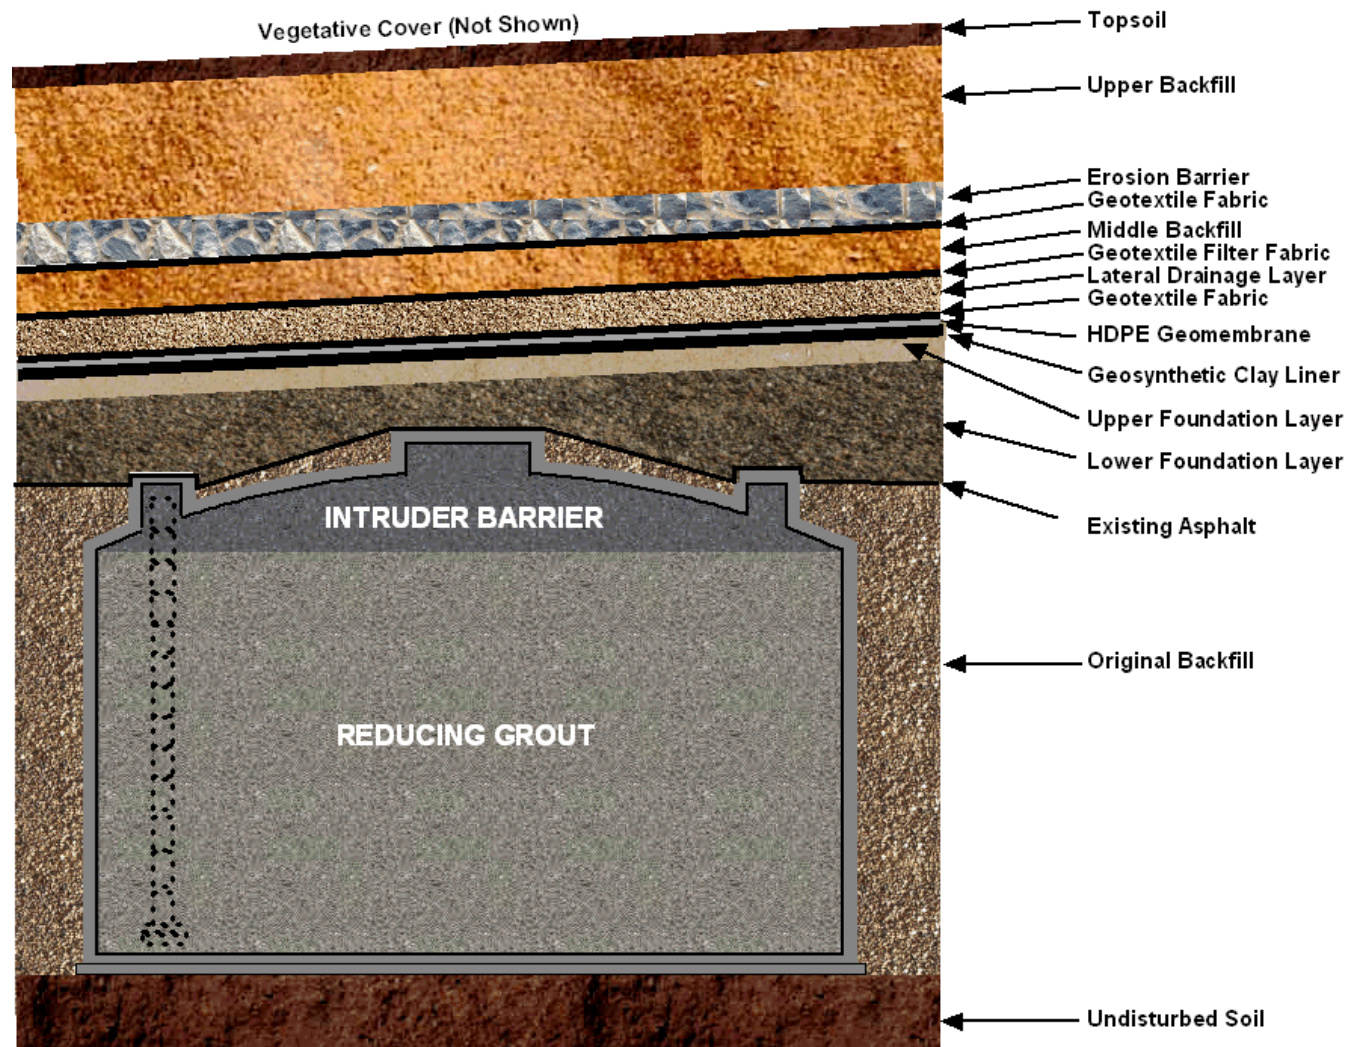 Vegetative Cover (Not Shown)
Topsoil
Upper Backfill
Erosion Barrier
Geotextile Fabric
Middle Backfill
Geotextile Filter Fabric
Lateral Drainage Layer
Geotextile Fabric
HDPE Geomembrane
Geosynthetic Clay Liner
Upper Foundation Layer
Lower Foundation Layer
INTRUDER BARRIER
Existing Asphalt
Original Backfill
REDUCING GROUT
Undisturbed Soil